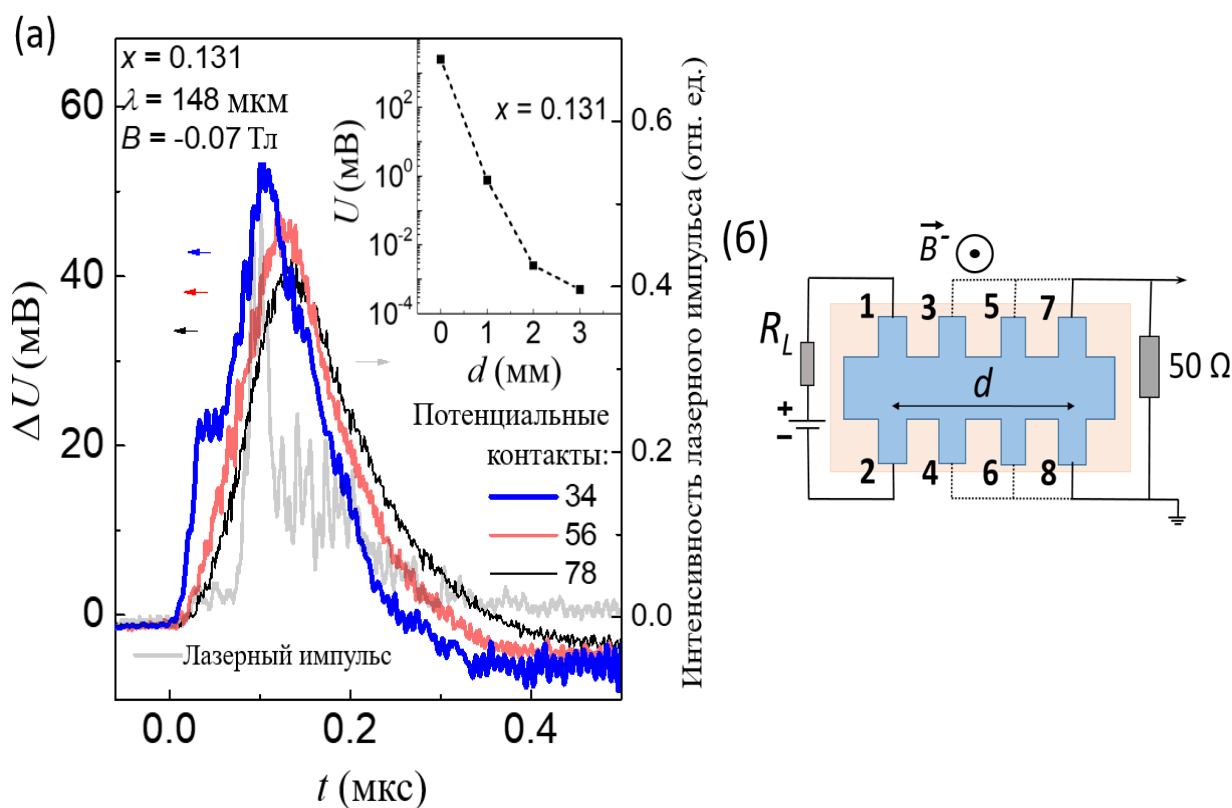 (а)
x = 0.131
λ = 148 мкм
B = -0.07 Тл
60
40
20
0
ΔU (мВ)
0.0
0.2
0.4
t (мкс)
10²
10⁰
10⁻²
10⁻⁴
U (мВ)
x = 0.131
0
1
2
3
d (мм)
Потенциальные
контакты:
34
56
78
Лазерный импульс
0.6
0.4
0.2
0.0
Интенсивность лазерного импульса (отн. ед.)
(б)
B⁻
1
3
5
7
R_L
d
50 Ω
+
−
2
4
6
8